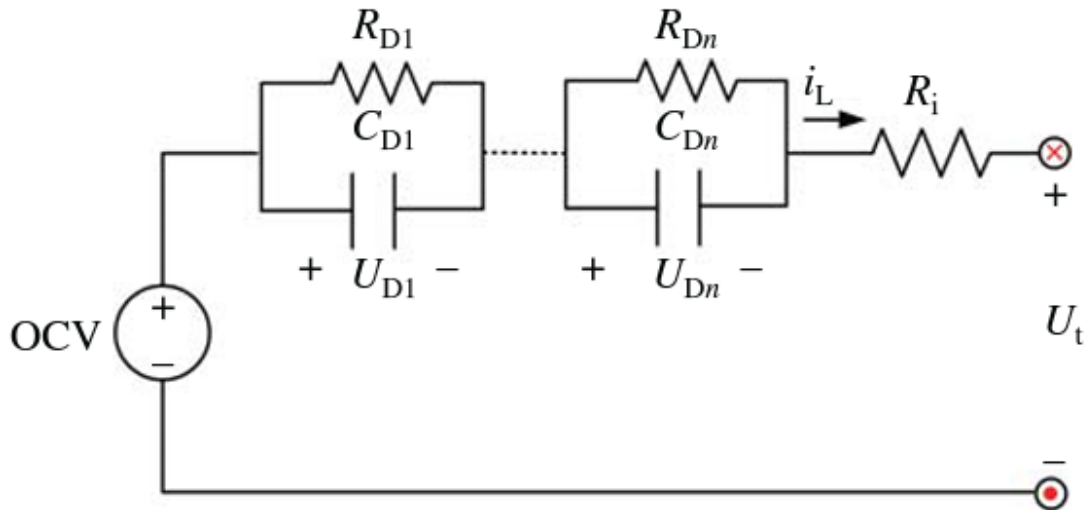 R_D1 R_Dn
i_L R_i
C_D1 C_Dn
+
+ U_D1 − + U_Dn −
+
OCV U_t
−
−